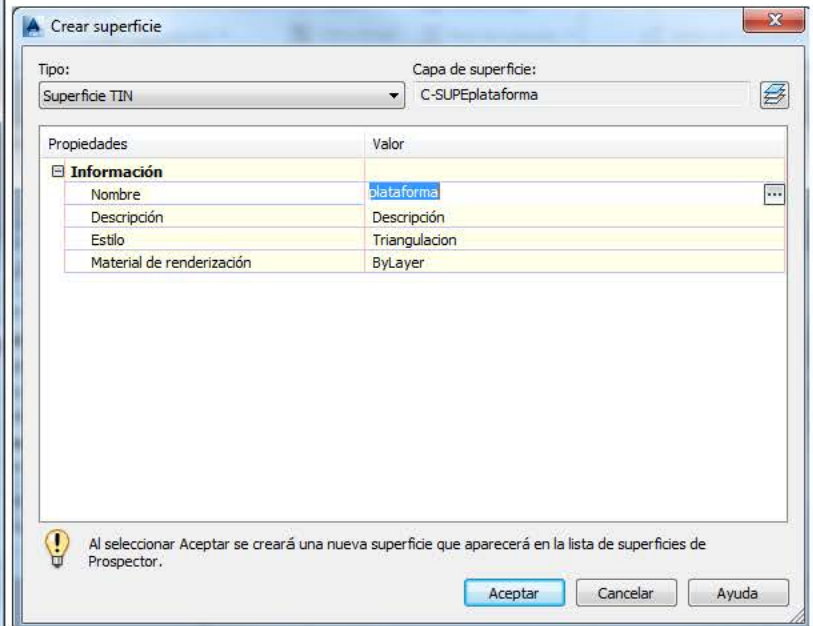 Crear superficie
Tipo:
Capa de superficie:
Superficie TIN
C-SUPEplataforma
Propiedades Valor
Información
Nombre plataforma
Descripción Descripción
Estilo Triangulacion
Material de renderización ByLayer
Al seleccionar Aceptar se creará una nueva superficie que aparecerá en la lista de superficies de
Prospector.
Aceptar Cancelar Ayuda